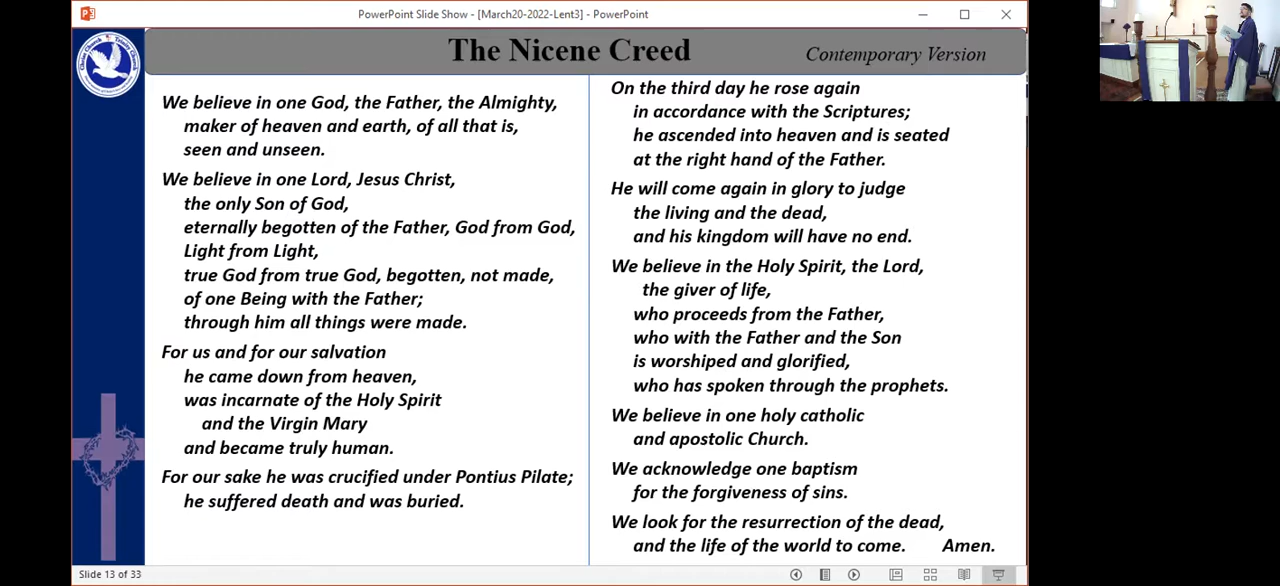 PowerPoint Slide Show - [March20-2022-Lent3] - PowerPoint
The Nicene Creed
Contemporary Version
We believe in one God, the Father, the Almighty,
maker of heaven and earth, of all that is,
seen and unseen.
We believe in one Lord, Jesus Christ,
the only Son of God,
eternally begotten of the Father, God from God,
Light from Light,
true God from true God, begotten, not made,
of one Being with the Father;
through him all things were made.
For us and for our salvation
he came down from heaven,
was incarnate of the Holy Spirit
and the Virgin Mary
and became truly human.
For our sake he was crucified under Pontius Pilate;
he suffered death and was buried.
On the third day he rose again
in accordance with the Scriptures;
he ascended into heaven and is seated
at the right hand of the Father.
He will come again in glory to judge
the living and the dead,
and his kingdom will have no end.
We believe in the Holy Spirit, the Lord,
the giver of life,
who proceeds from the Father,
who with the Father and the Son
is worshiped and glorified,
who has spoken through the prophets.
We believe in one holy catholic
and apostolic Church.
We acknowledge one baptism
for the forgiveness of sins.
We look for the resurrection of the dead,
and the life of the world to come. Amen.
Slide 13 of 33